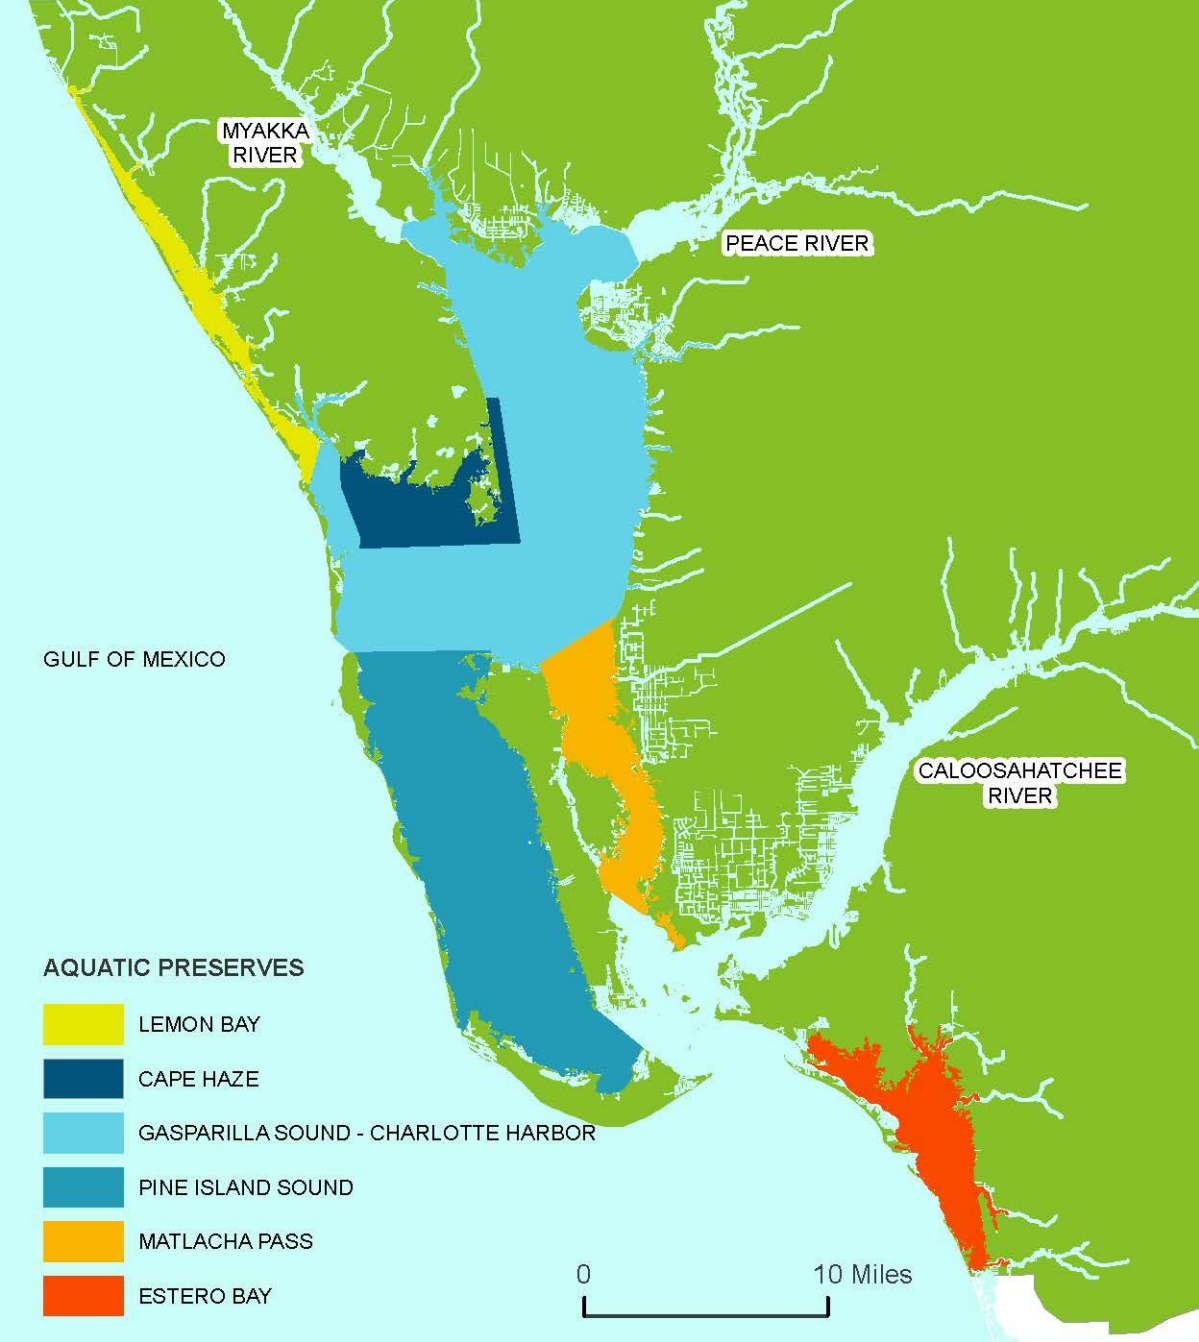 MYAKKA
RIVER
PEACE RIVER
GULF OF MEXICO
CALOOSAHATCHEE
RIVER
AQUATIC PRESERVES
LEMON BAY
CAPE HAZE
GASPARILLA SOUND - CHARLOTTE HARBOR
PINE ISLAND SOUND
MATLACHA PASS
ESTERO BAY
0 10 Miles